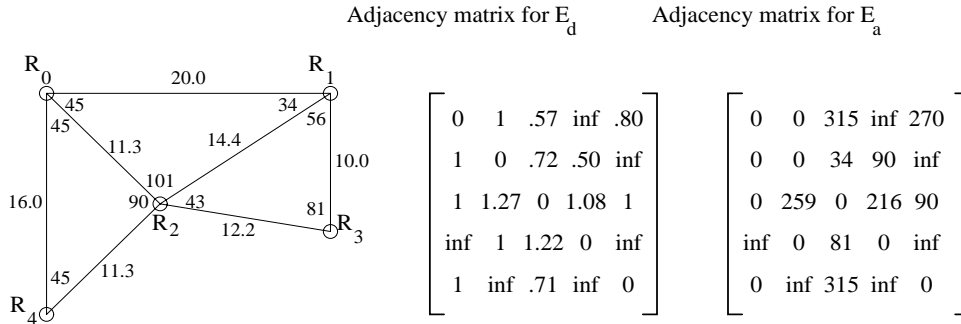 Adjacency matrix for E_d Adjacency matrix for E_a
R_0 20.0 R_1
45 34
45 56
11.3 14.4 10.0
101
16.0 90 43 81
R_2 12.2 R_3
45 11.3
R_4
0 1 .57 inf .80
1 0 .72 .50 inf
1 1.27 0 1.08 1
inf 1 1.22 0 inf
1 inf .71 inf 0
0 0 315 inf 270
0 0 34 90 inf
0 259 0 216 90
inf 0 81 0 inf
0 inf 315 inf 0